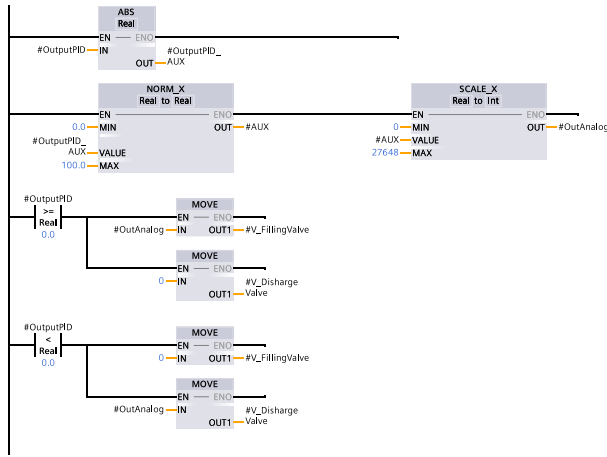 ABS
Real
EN ENO
#OutputPID IN #OutputPID_
OUT AUX
NORM_X
Real to Real
EN ENO
0.0 MIN OUT #AUX
#OutputPID_
AUX VALUE
100.0 MAX
SCALE_X
Real to Int
EN ENO
0 MIN OUT #OutAnalog
#AUX VALUE
27648 MAX
#OutputPID
>=
Real
0.0
MOVE
EN ENO
#OutAnalog IN OUT1 #V_FillingValve
MOVE
EN ENO
0 IN #V_Disharge
OUT1 Valve
#OutputPID
<
Real
0.0
MOVE
EN ENO
0 IN OUT1 #V_FillingValve
MOVE
EN ENO
#OutAnalog IN #V_Disharge
OUT1 Valve